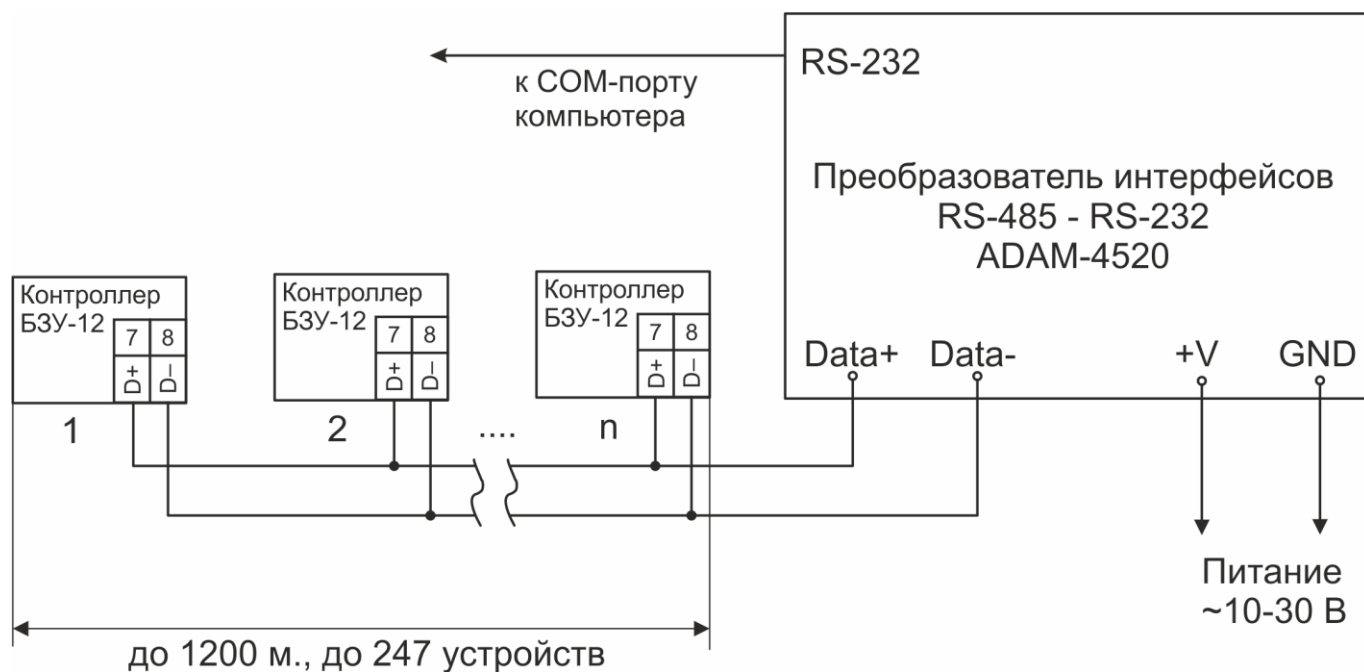 RS-232
к COM-порту
компьютера
Преобразователь интерфейсов
RS-485 - RS-232
ADAM-4520
Контроллер
БЗУ-12
7 8
D+ D–
1
Контроллер
БЗУ-12
7 8
D+ D–
2
....
Контроллер
БЗУ-12
7 8
D+ D–
n
Data+ Data- +V GND
Питание
~10-30 В
до 1200 м., до 247 устройств